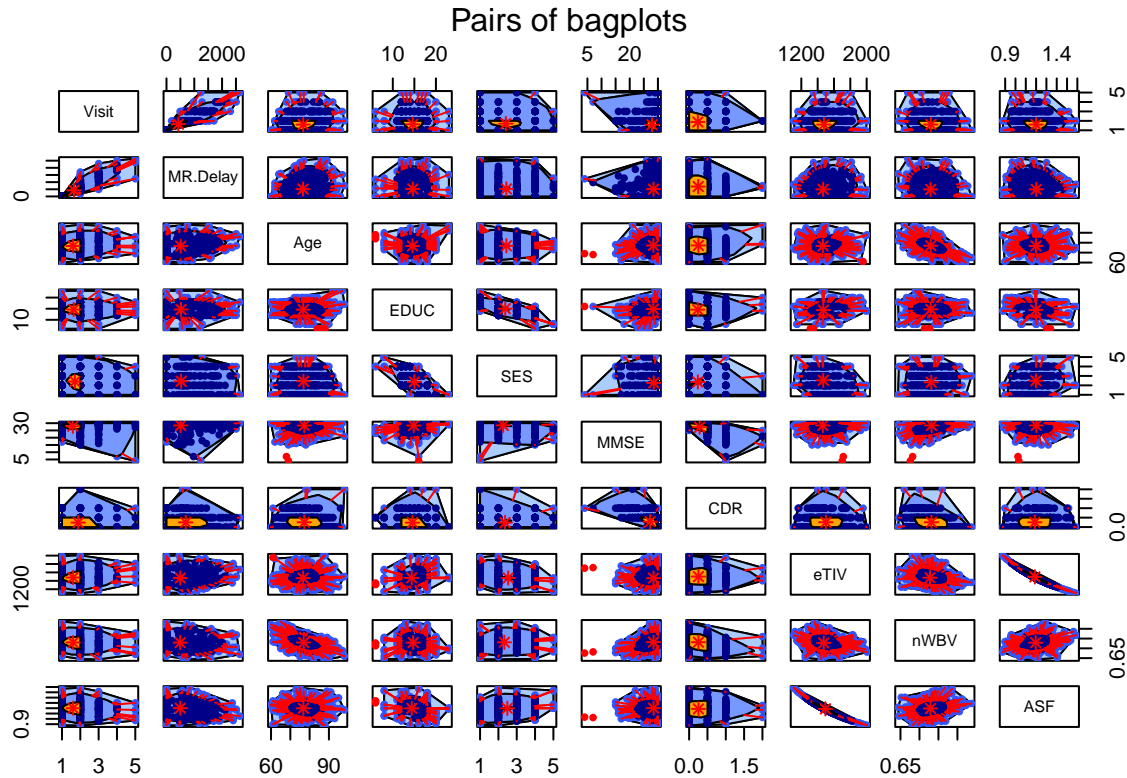 Pairs of bagplots
0 2000 10 20 5 20 1200 2000 0.9 1.4
Visit 1 5
0 MR.Delay
Age 60
10 EDUC
SES 1 5
5 30 MMSE
CDR 0.0
1200 eTIV
nWBV 0.65
0.9 ASF
1 3 5 60 90 1 3 5 0.0 1.5 0.65